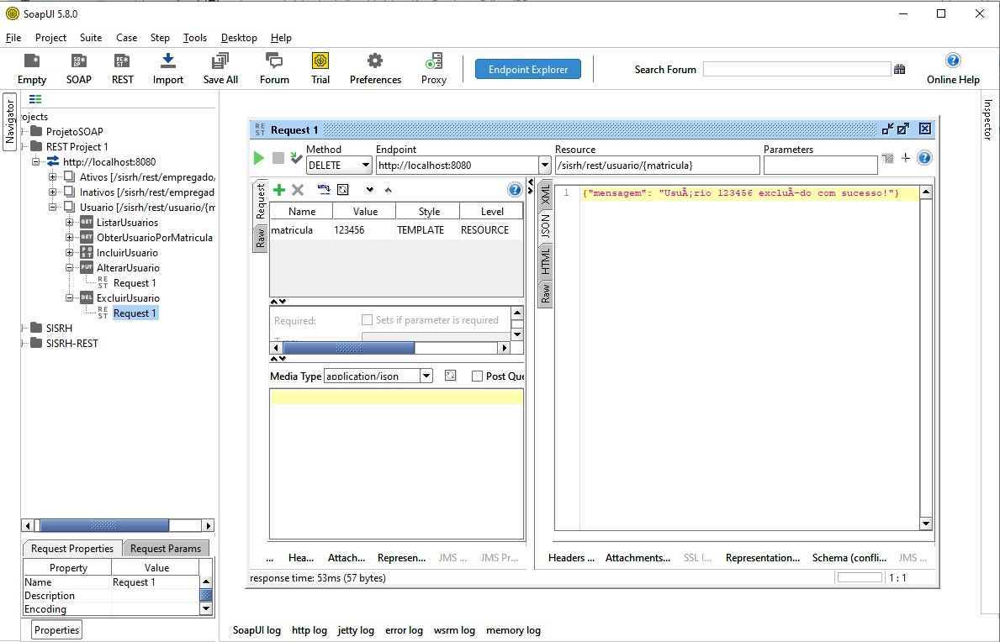 SoapUI 5.8.0
File Project Suite Case Step Tools Desktop Help
Empty SOAP REST Import Save All Forum Trial Preferences Proxy Endpoint Explorer Search Forum Online Help
Navigator
Inspector
ojects
ProjetoSOAP
REST Project 1
http://localhost:8080
Ativos [/sisrh/rest/empregado/
Inativos [/sisrh/rest/empregad
Usuario [/sisrh/rest/usuario/{m
GET ListarUsuarios
GET ObterUsuarioPorMatricula
POST IncluirUsuario
PUT AlterarUsuario
REST Request 1
DEL ExcluirUsuario
REST Request 1
SISRH
SISRH-REST
Request Properties Request Params
Property Value
Name Request 1
Description
Encoding
Properties
REST Request 1
Method Endpoint Resource Parameters
DELETE http://localhost:8080 /sisrh/rest/usuario/{matricula}
Request
Raw
URL
Name Value Style Level
matricula 123456 TEMPLATE RESOURCE
Required: Sets if parameter is required
Media Type application/json Post Que
... Hea... Attach... Represen... JMS ... JMS Pr...
XML
JSON
HTML
Raw
1 {"mensagem": "UsuÃ¡rio 123456 excluÃ-do com sucesso!"}
Headers ... Attachments... SSL I... Representation... Schema (confli... JMS ...
response time: 53ms (57 bytes) 1 : 1
SoapUI log http log jetty log error log wsrm log memory log